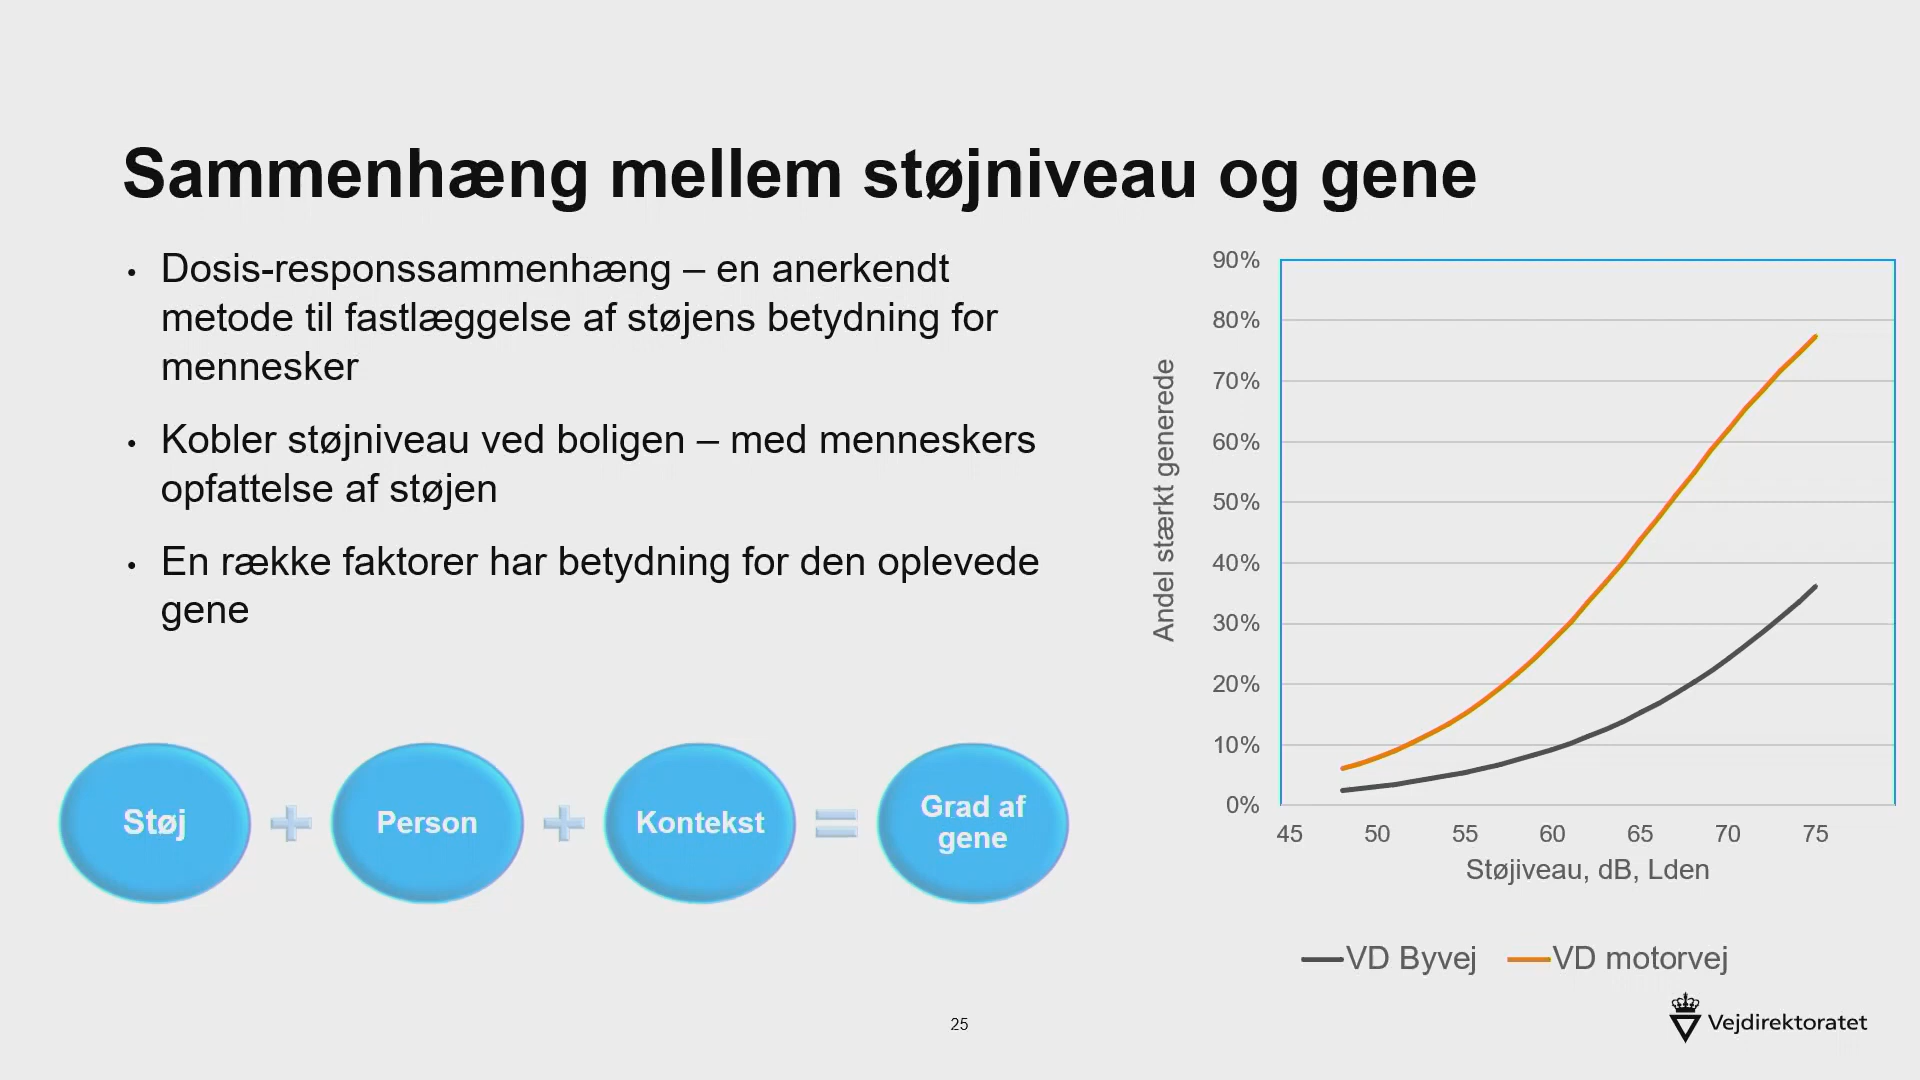 Sammenhæng mellem støjniveau og gene
• Dosis-responssammenhæng – en anerkendt
metode til fastlæggelse af støjens betydning for
mennesker
• Kobler støjniveau ved boligen – med menneskers
opfattelse af støjen
• En række faktorer har betydning for den oplevede
gene
Støj + Person + Kontekst = Grad af
gene
Andel stærkt generede
90%
80%
70%
60%
50%
40%
30%
20%
10%
0%
45 50 55 60 65 70 75
Støjiveau, dB, Lden
VD Byvej VD motorvej
25
Vejdirektoratet